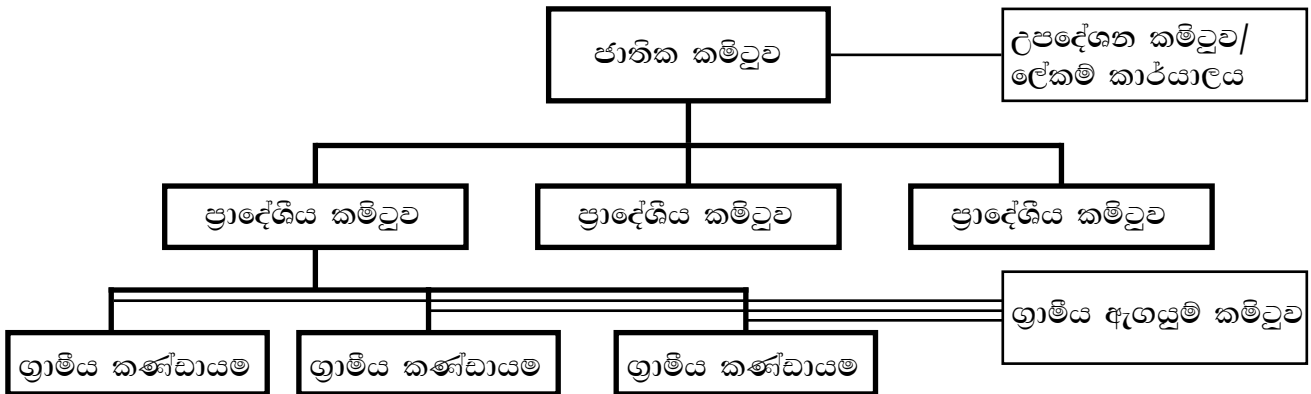 ජාතික කමිටුව
උපදේශන කමිටුව/
ලේකම් කාර්යාලය
ප්‍රාදේශීය කමිටුව
ප්‍රාදේශීය කමිටුව
ප්‍රාදේශීය කමිටුව
ග්‍රාමීය ඇගයුම් කමිටුව
ග්‍රාමීය කණ්ඩායම
ග්‍රාමීය කණ්ඩායම
ග්‍රාමීය කණ්ඩායම